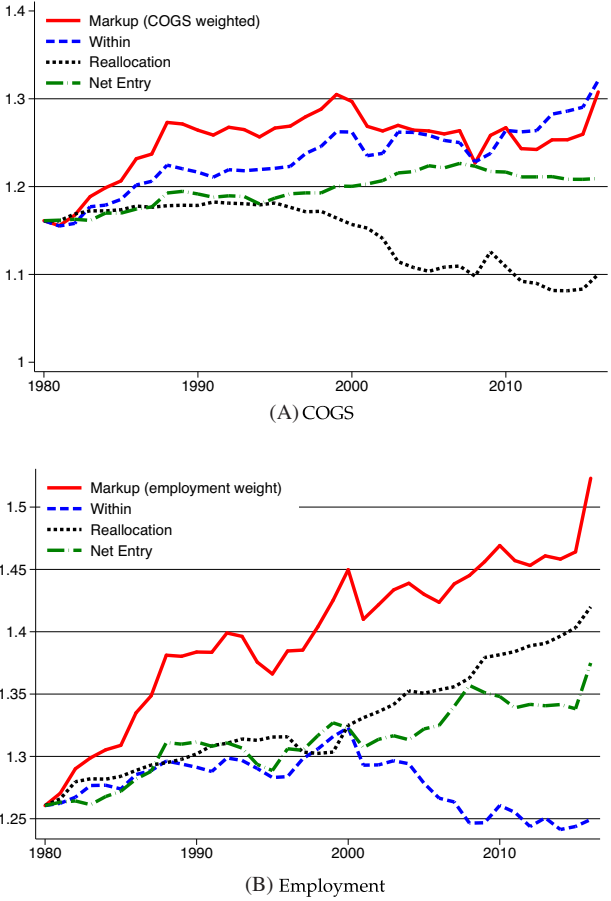 1.4
Markup (COGS weighted)
Within
Reallocation
Net Entry
1.3
1.2
1.1
1
1980 1990 2000 2010
(A) COGS
Markup (employment weight)
Within
Reallocation
Net Entry
1.5
1.45
1.4
1.35
1.3
1.25
1980 1990 2000 2010
(B) Employment